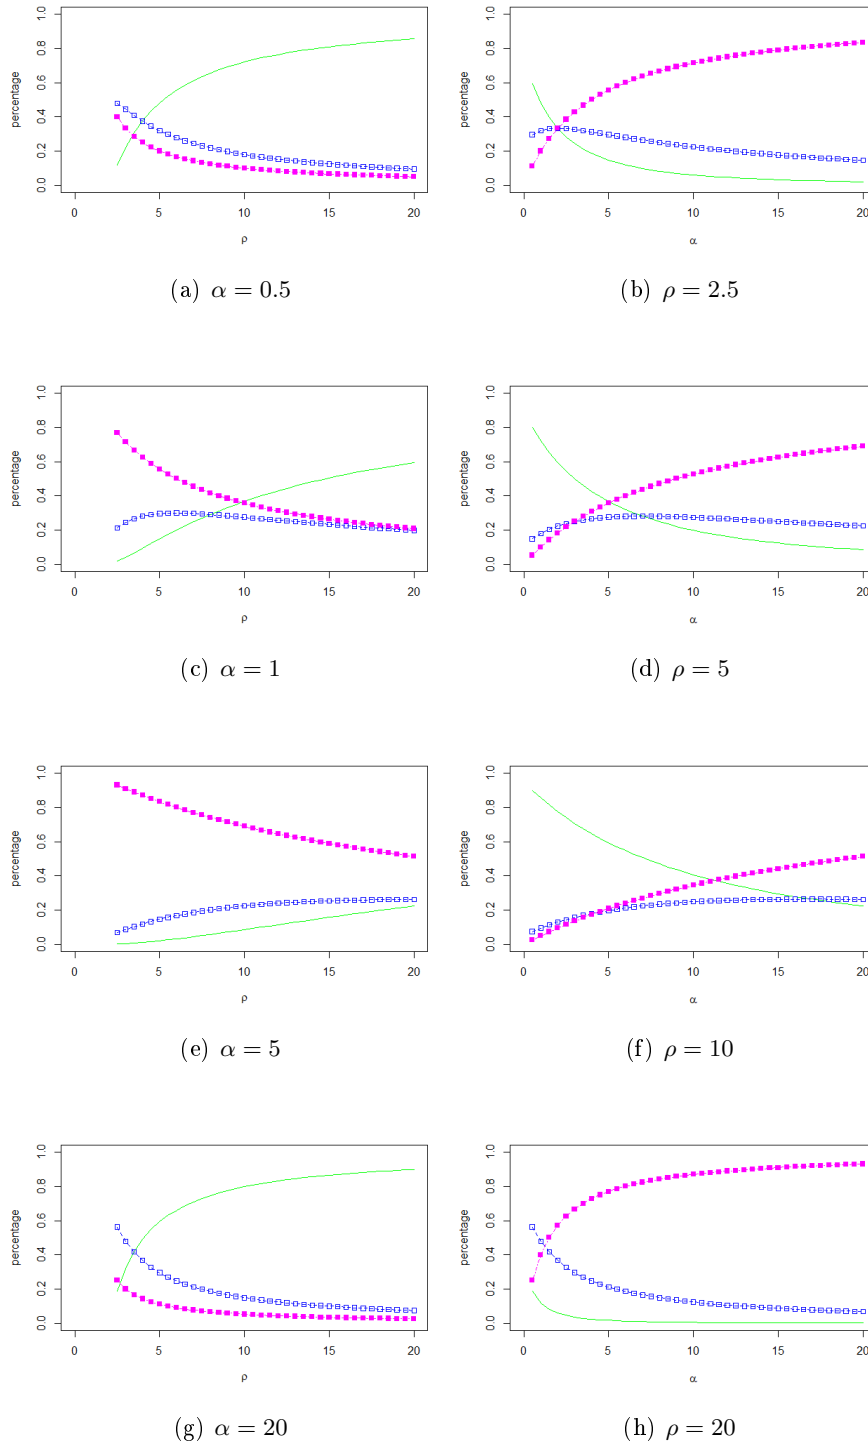 percentage
0.0 0.2 0.4 0.6 0.8 1.0
0 5 10 15 20
ρ
(a) α = 0.5
percentage
0.0 0.2 0.4 0.6 0.8 1.0
0 5 10 15 20
α
(b) ρ = 2.5
percentage
0.0 0.2 0.4 0.6 0.8 1.0
0 5 10 15 20
ρ
(c) α = 1
percentage
0.0 0.2 0.4 0.6 0.8 1.0
0 5 10 15 20
α
(d) ρ = 5
percentage
0.0 0.2 0.4 0.6 0.8 1.0
0 5 10 15 20
ρ
(e) α = 5
percentage
0.0 0.2 0.4 0.6 0.8 1.0
0 5 10 15 20
α
(f) ρ = 10
percentage
0.0 0.2 0.4 0.6 0.8 1.0
0 5 10 15 20
ρ
(g) α = 20
percentage
0.0 0.2 0.4 0.6 0.8 1.0
0 5 10 15 20
α
(h) ρ = 20